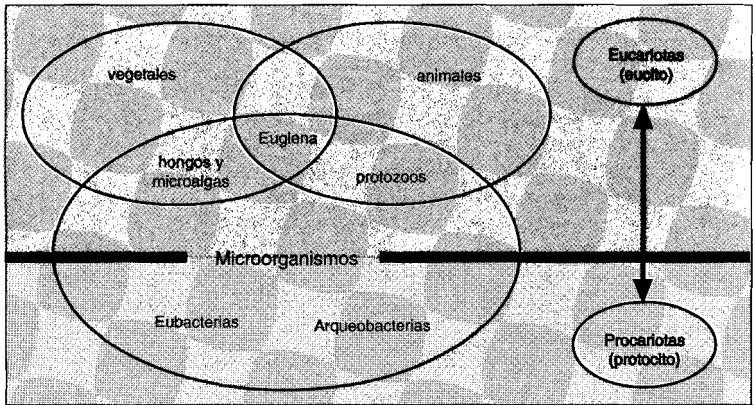 vegetales
animales
Eucariotas
(eucito)
Euglena
hongos y
microalgas
protozoos
Microorganismos
Eubacterias
Arqueobacterias
Procariotas
(protocito)